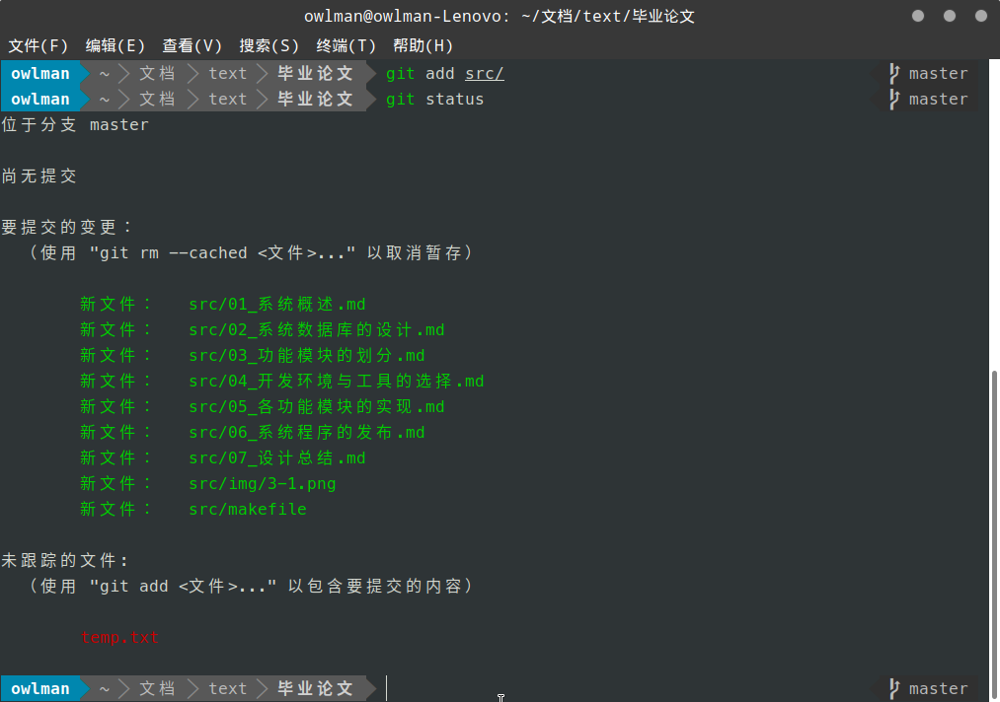 owlman@owlman-Lenovo: ~/文档/text/毕业论文
文件(F) 编辑(E) 查看(V) 搜索(S) 终端(T) 帮助(H)
owlman ~ 文档 text 毕业论文 git add src/ master
owlman ~ 文档 text 毕业论文 git status master
位于分支 master
尚无提交
要提交的变更：
（使用 "git rm --cached <文件>..." 以取消暂存）
新文件： src/01_系统概述.md
新文件： src/02_系统数据库的设计.md
新文件： src/03_功能模块的划分.md
新文件： src/04_开发环境与工具的选择.md
新文件： src/05_各功能模块的实现.md
新文件： src/06_系统程序的发布.md
新文件： src/07_设计总结.md
新文件： src/img/3-1.png
新文件： src/makefile
未跟踪的文件:
（使用 "git add <文件>..." 以包含要提交的内容）
temp.txt
owlman ~ 文档 text 毕业论文 master